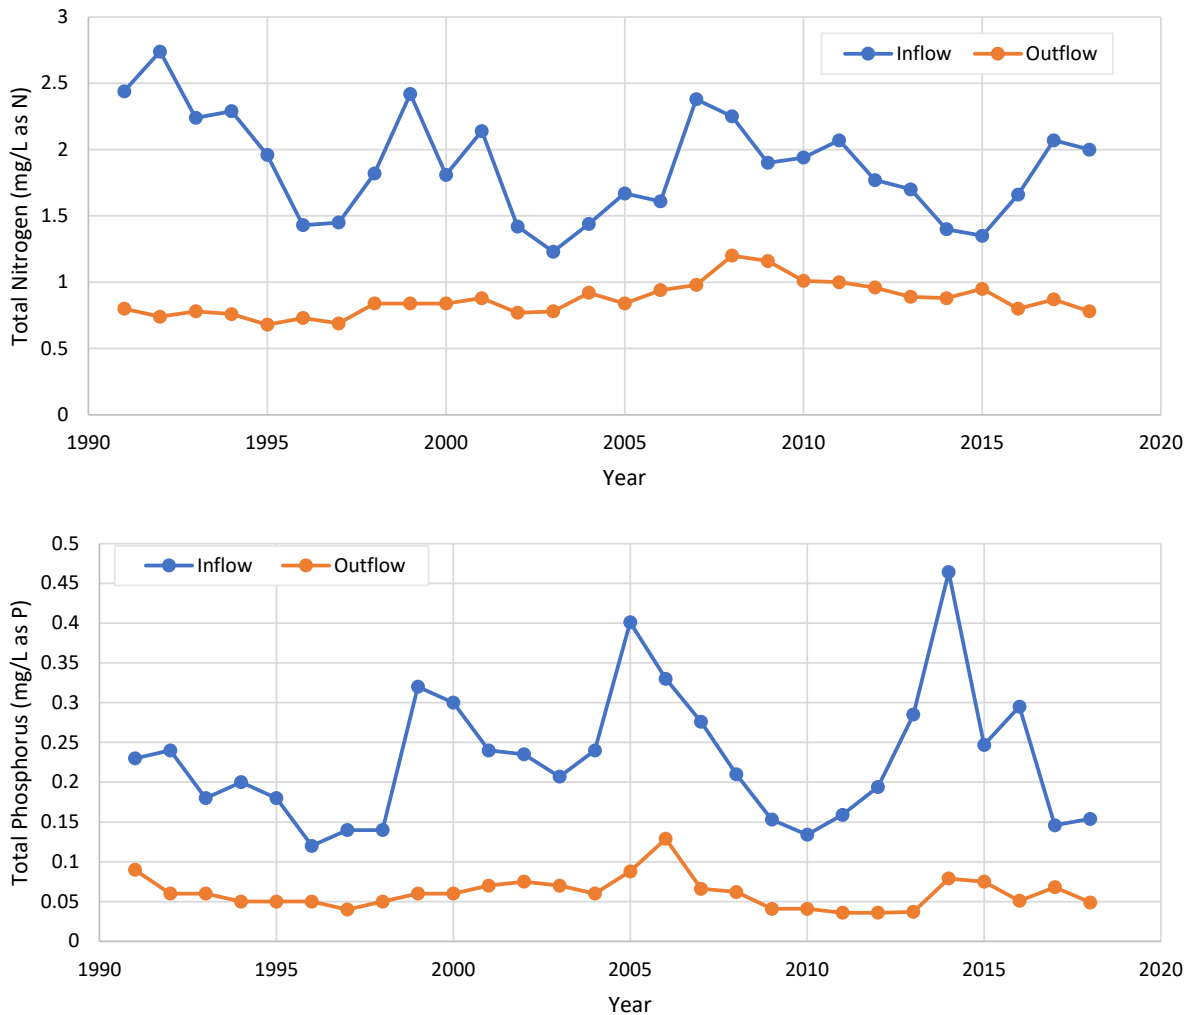 3
2.5
2
1.5
1
0.5
0
Total Nitrogen (mg/L as N)
Inflow Outflow
1990 1995 2000 2005 2010 2015 2020
Year
0.5
0.45
0.4
0.35
0.3
0.25
0.2
0.15
0.1
0.05
0
Total Phosphorus (mg/L as P)
Inflow Outflow
1990 1995 2000 2005 2010 2015 2020
Year